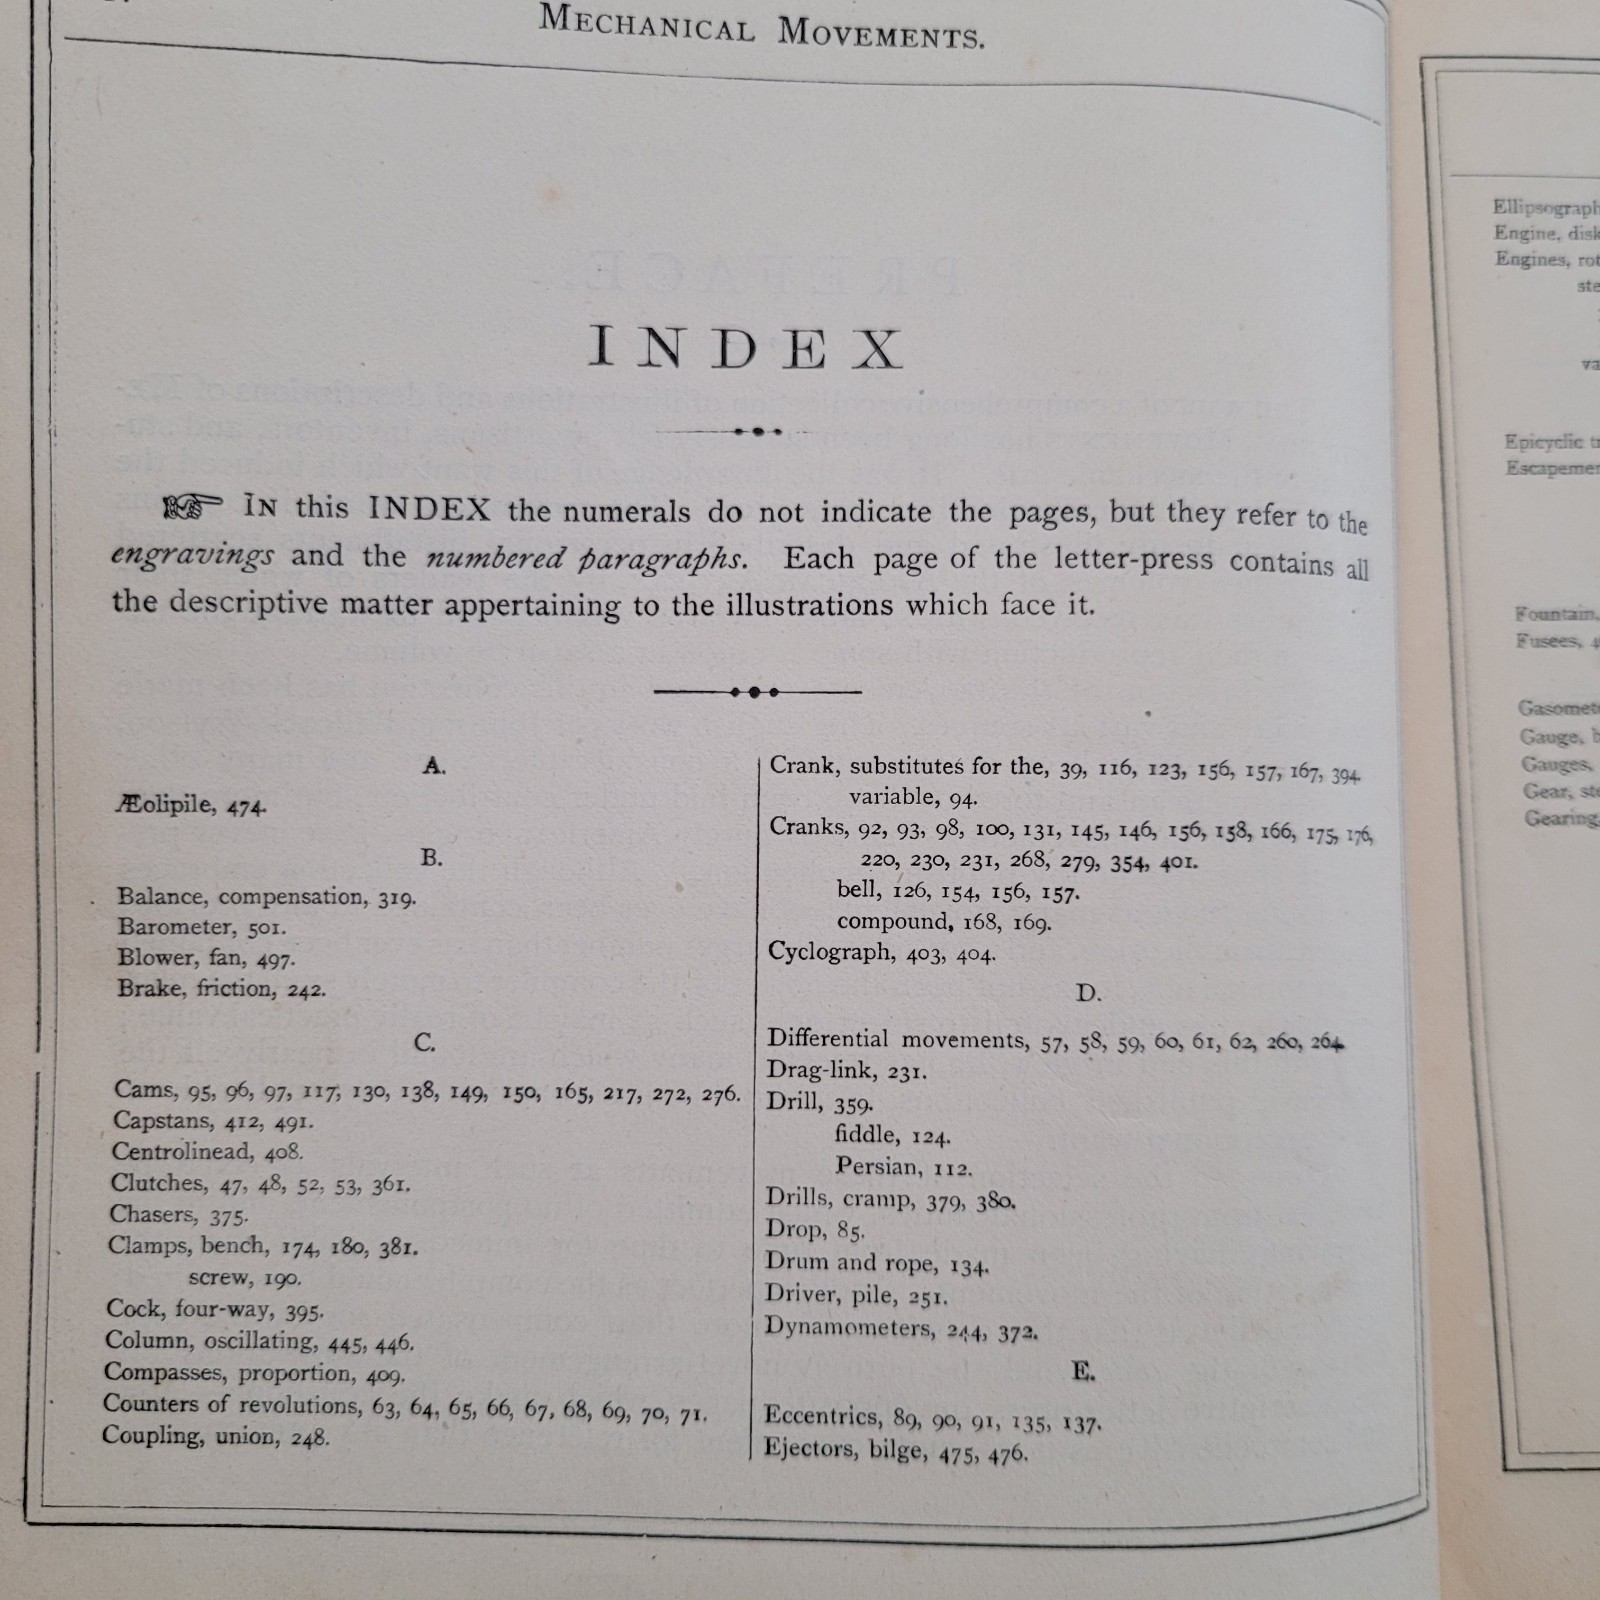 MECHANICAL MOVEMENTS.
PREFACE.
INDEX
☞ IN this INDEX the numerals do not indicate the pages, but they refer to the
engravings and the numbered paragraphs. Each page of the letter-press contains all
the descriptive matter appertaining to the illustrations which face it.
A.
Æolipile, 474.
B.
Balance, compensation, 319.
Barometer, 501.
Blower, fan, 497.
Brake, friction, 242.
C.
Cams, 95, 96, 97, 117, 130, 138, 149, 150, 165, 217, 272, 276.
Capstans, 412, 491.
Centrolinead, 408.
Clutches, 47, 48, 52, 53, 361.
Chasers, 375.
Clamps, bench, 174, 180, 381.
screw, 190.
Cock, four-way, 395.
Column, oscillating, 445, 446.
Compasses, proportion, 409.
Counters of revolutions, 63, 64, 65, 66, 67, 68, 69, 70, 71.
Coupling, union, 248.
Crank, substitutes for the, 39, 116, 123, 156, 157, 167, 394.
variable, 94.
Cranks, 92, 93, 98, 100, 131, 145, 146, 156, 158, 166, 175, 176,
220, 230, 231, 268, 279, 354, 401.
bell, 126, 154, 156, 157.
compound, 168, 169.
Cyclograph, 403, 404.
D.
Differential movements, 57, 58, 59, 60, 61, 62, 260, 264.
Drag-link, 231.
Drill, 359.
fiddle, 124.
Persian, 112.
Drills, cramp, 379, 380.
Drop, 85.
Drum and rope, 134.
Driver, pile, 251.
Dynamometers, 244, 372.
E.
Eccentrics, 89, 90, 91, 135, 137.
Ejectors, bilge, 475, 476.
Ellipsograph
Engine, disk
Engines,
Epicyclic
Fountain,
Fusees,
Gauge,
Gauges,
Gear,
Gearing,